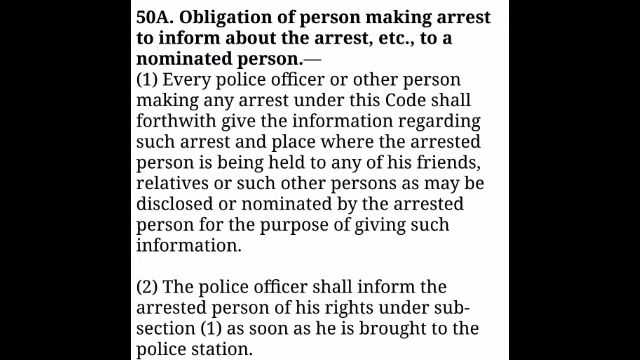 50A. Obligation of person making arrest
to inform about the arrest, etc., to a
nominated person.—
(1) Every police officer or other person
making any arrest under this Code shall
forthwith give the information regarding
such arrest and place where the arrested
person is being held to any of his friends,
relatives or such other persons as may be
disclosed or nominated by the arrested
person for the purpose of giving such
information.
(2) The police officer shall inform the
arrested person of his rights under sub-
section (1) as soon as he is brought to the
police station.